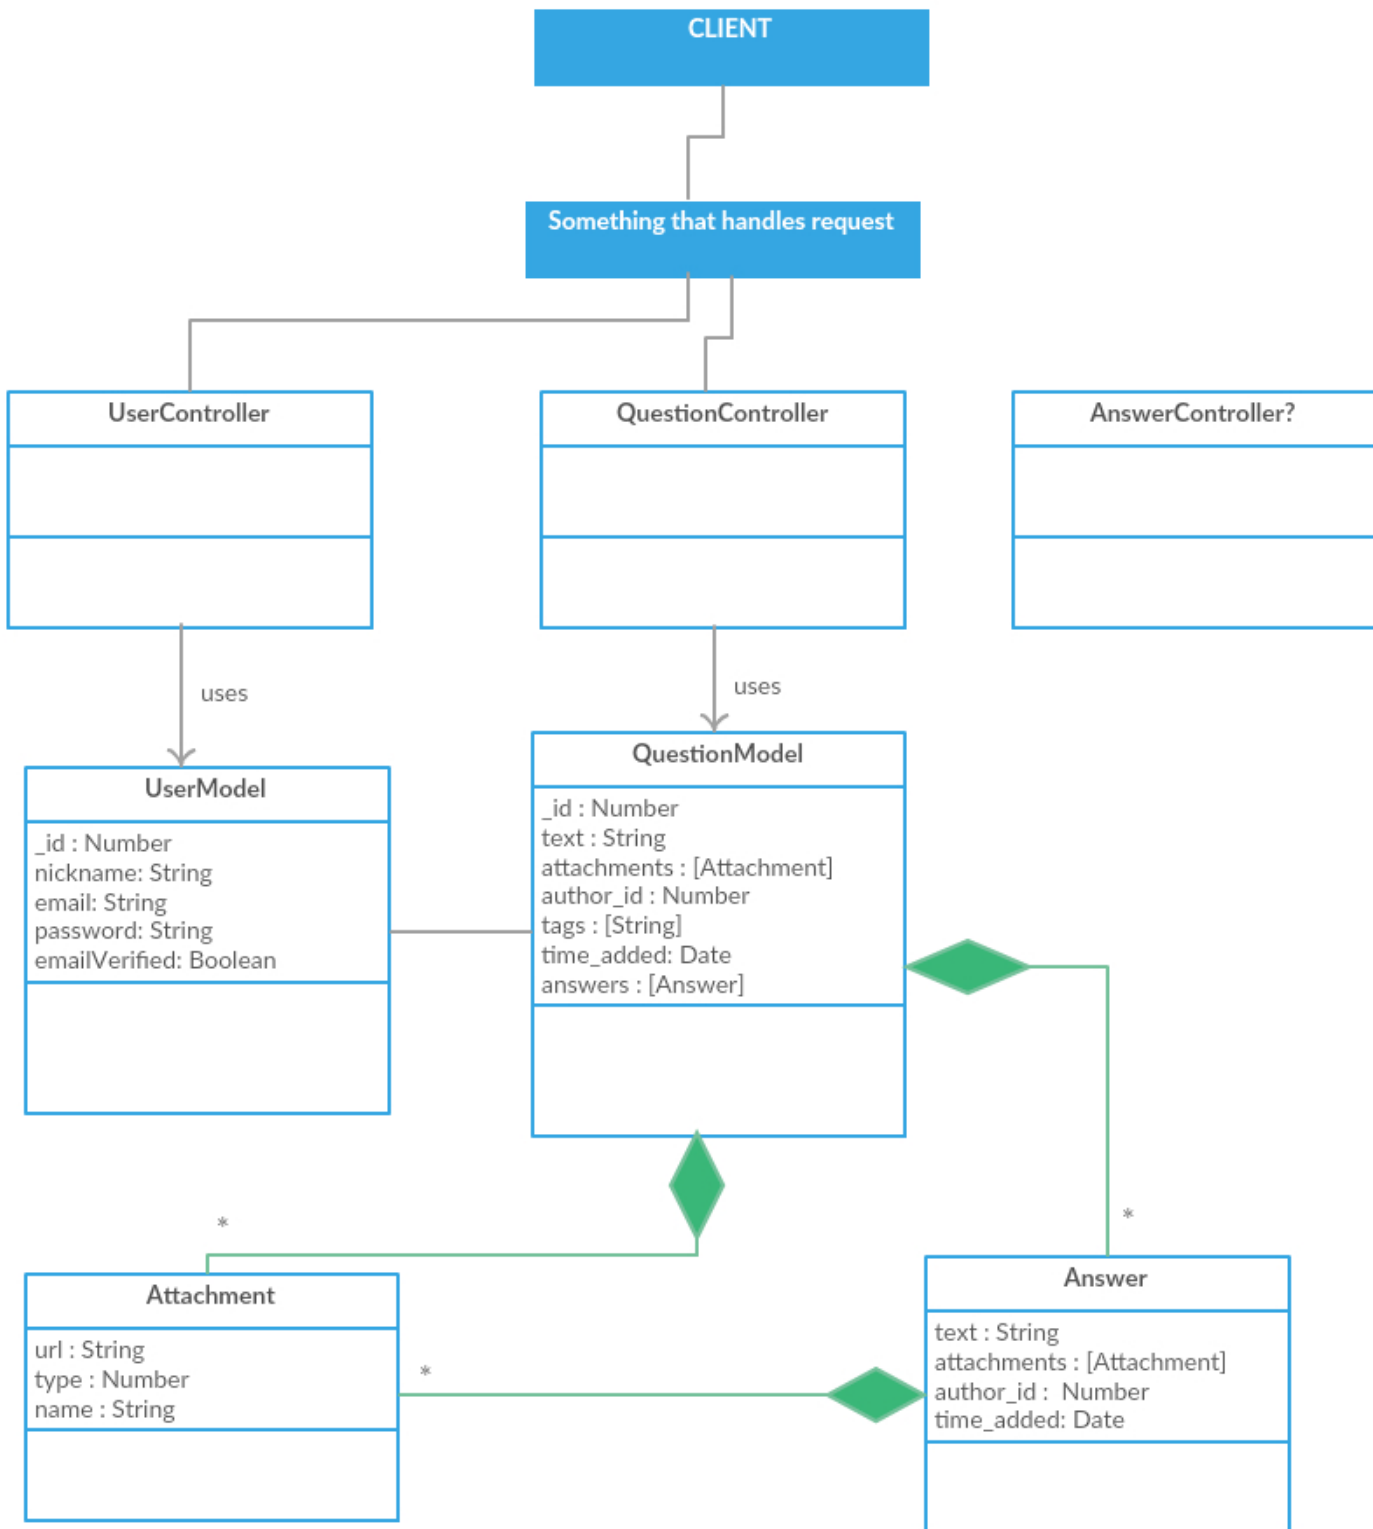 CLIENT
Something that handles request
UserController
QuestionController
AnswerController?
uses
uses
UserModel
_id : Number
nickname: String
email: String
password: String
emailVerified: Boolean
QuestionModel
_id : Number
text : String
attachments : [Attachment]
author_id : Number
tags : [String]
time_added: Date
answers : [Answer]
*
*
Attachment
url : String
type : Number
name : String
*
Answer
text : String
attachments : [Attachment]
author_id :  Number
time_added: Date